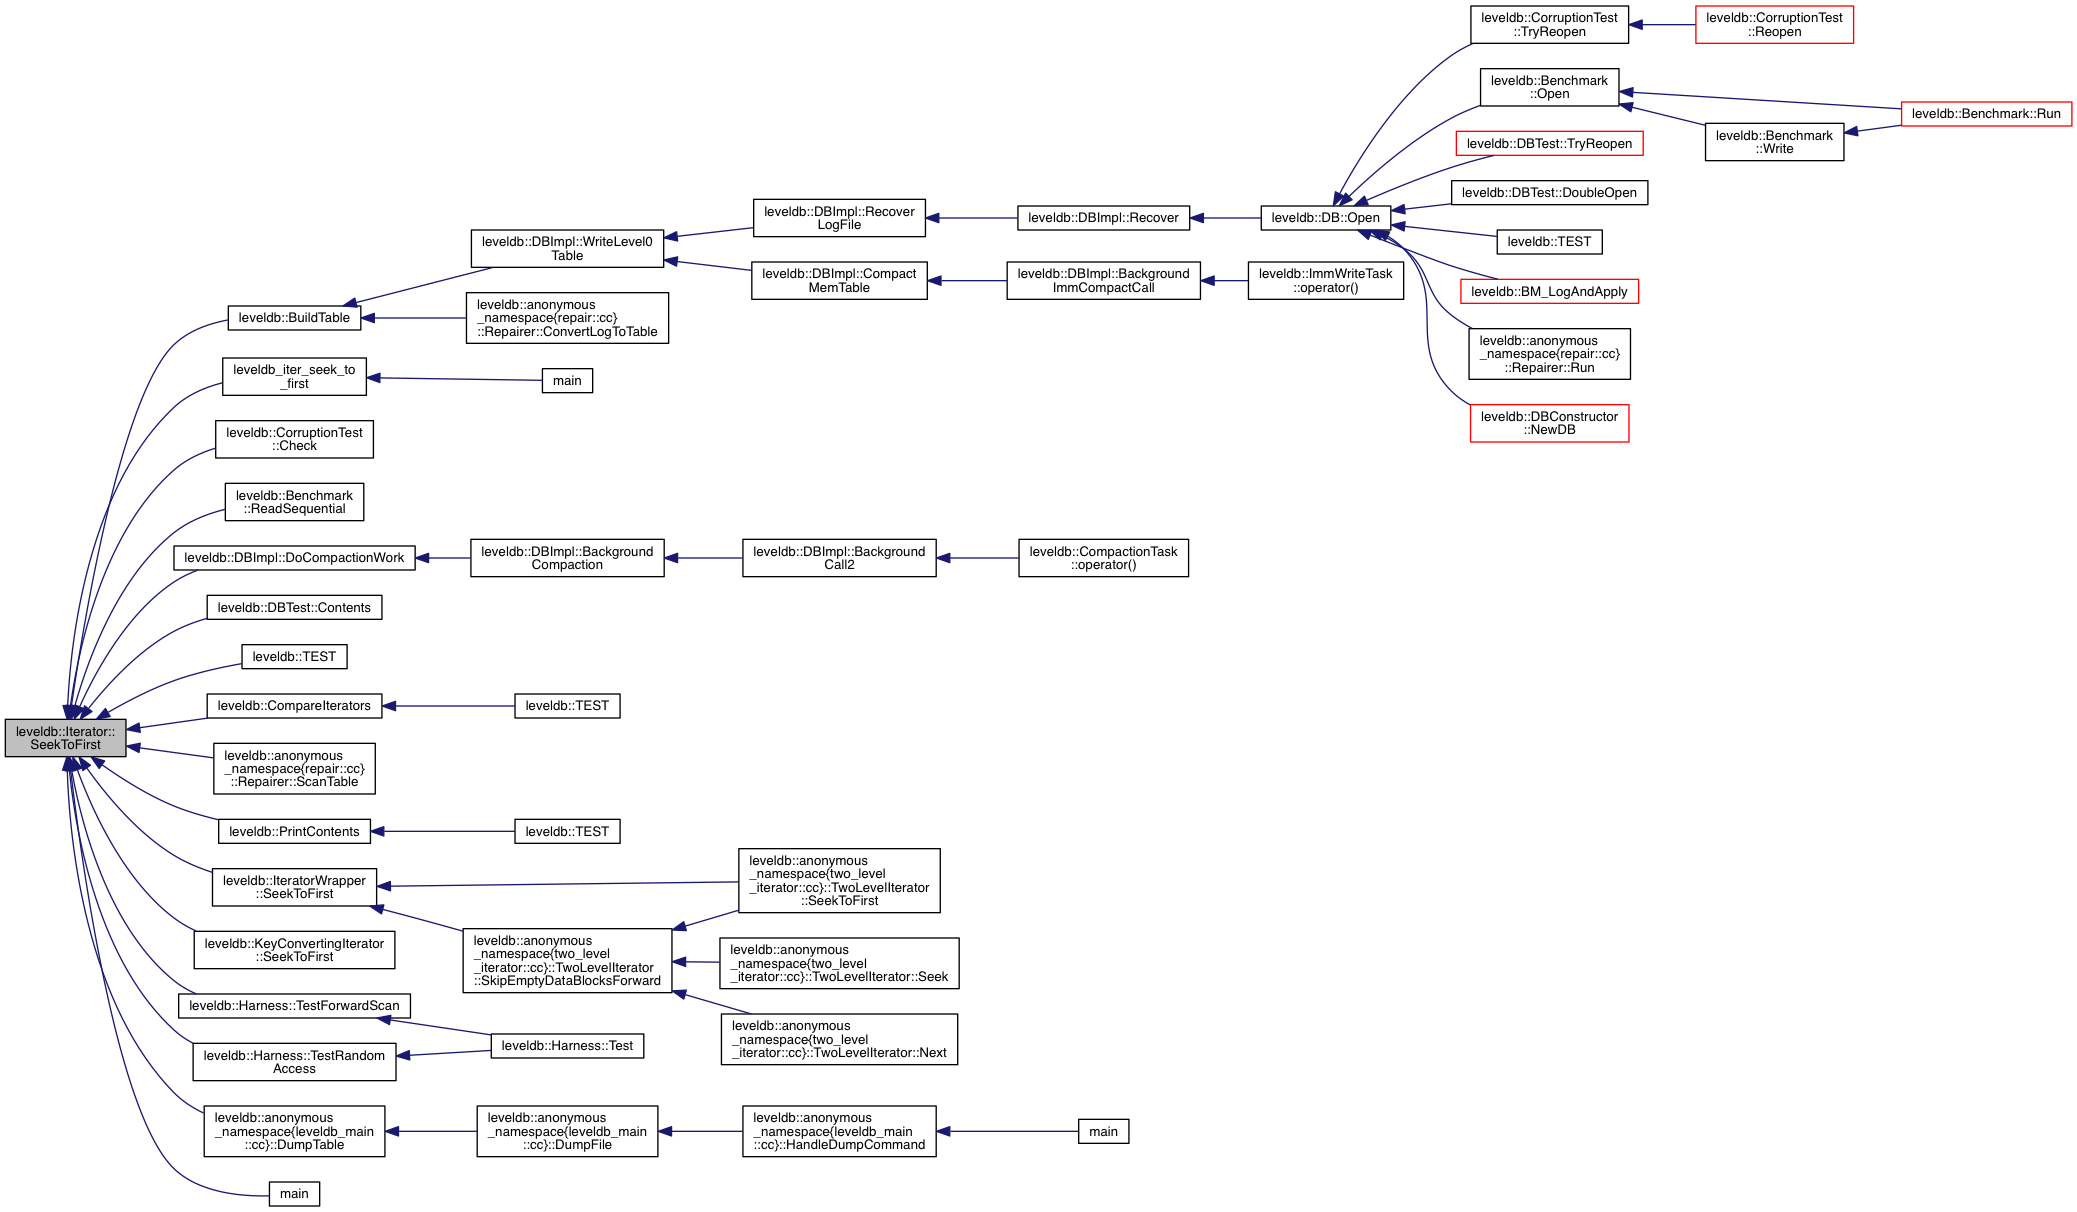 leveldb::Iterator::
SeekToFirst
leveldb::BuildTable
leveldb::DBImpl::WriteLevel0
Table
leveldb::DBImpl::Recover
LogFile
leveldb::DBImpl::Recover
leveldb::DB::Open
leveldb::CorruptionTest
::TryReopen
leveldb::CorruptionTest
::Reopen
leveldb::Benchmark
::Open
leveldb::Benchmark::Run
leveldb::Benchmark
::Write
leveldb::DBTest::TryReopen
leveldb::DBTest::DoubleOpen
leveldb::TEST
leveldb::BM_LogAndApply
leveldb::anonymous
_namespace{repair::cc}
::Repairer::Run
leveldb::DBConstructor
::NewDB
leveldb::DBImpl::Compact
MemTable
leveldb::DBImpl::Background
ImmCompactCall
leveldb::ImmWriteTask
::operator()
leveldb::anonymous
_namespace{repair::cc}
::Repairer::ConvertLogToTable
leveldb_iter_seek_to
_first
main
leveldb::CorruptionTest
::Check
leveldb::Benchmark
::ReadSequential
leveldb::DBImpl::DoCompactionWork
leveldb::DBImpl::Background
Compaction
leveldb::DBImpl::Background
Call2
leveldb::CompactionTask
::operator()
leveldb::DBTest::Contents
leveldb::TEST
leveldb::CompareIterators
leveldb::TEST
leveldb::anonymous
_namespace{repair::cc}
::Repairer::ScanTable
leveldb::PrintContents
leveldb::TEST
leveldb::IteratorWrapper
::SeekToFirst
leveldb::anonymous
_namespace{two_level
_iterator::cc}::TwoLevelIterator
::SeekToFirst
leveldb::anonymous
_namespace{two_level
_iterator::cc}::TwoLevelIterator
::SkipEmptyDataBlocksForward
leveldb::anonymous
_namespace{two_level
_iterator::cc}::TwoLevelIterator::Seek
leveldb::anonymous
_namespace{two_level
_iterator::cc}::TwoLevelIterator::Next
leveldb::KeyConvertingIterator
::SeekToFirst
leveldb::Harness::TestForwardScan
leveldb::Harness::Test
leveldb::Harness::TestRandom
Access
leveldb::anonymous
_namespace{leveldb_main
::cc}::DumpTable
leveldb::anonymous
_namespace{leveldb_main
::cc}::DumpFile
leveldb::anonymous
_namespace{leveldb_main
::cc}::HandleDumpCommand
main
main